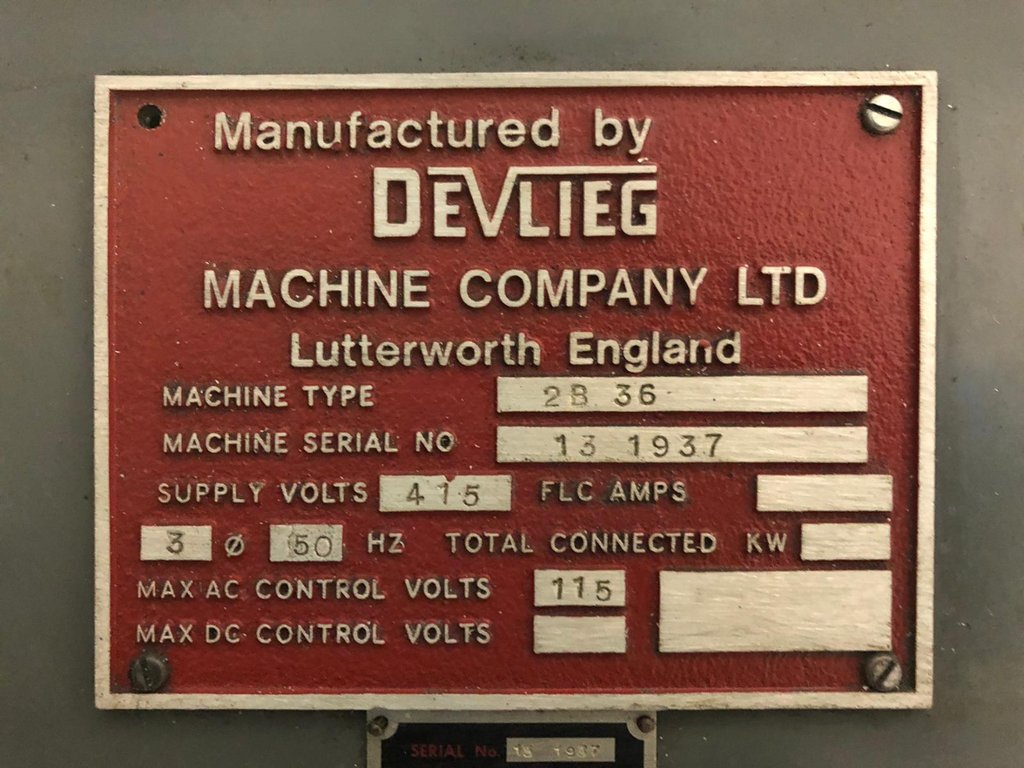 Manufactured by
DEVLIEG
MACHINE COMPANY LTD
Lutterworth England
MACHINE TYPE 2B 36
MACHINE SERIAL NO 13 1937
SUPPLY VOLTS 415 FLC AMPS
3 Ø 50 HZ TOTAL CONNECTED KW
MAX AC CONTROL VOLTS 115
MAX DC CONTROL VOLTS
SERIAL No. 1937